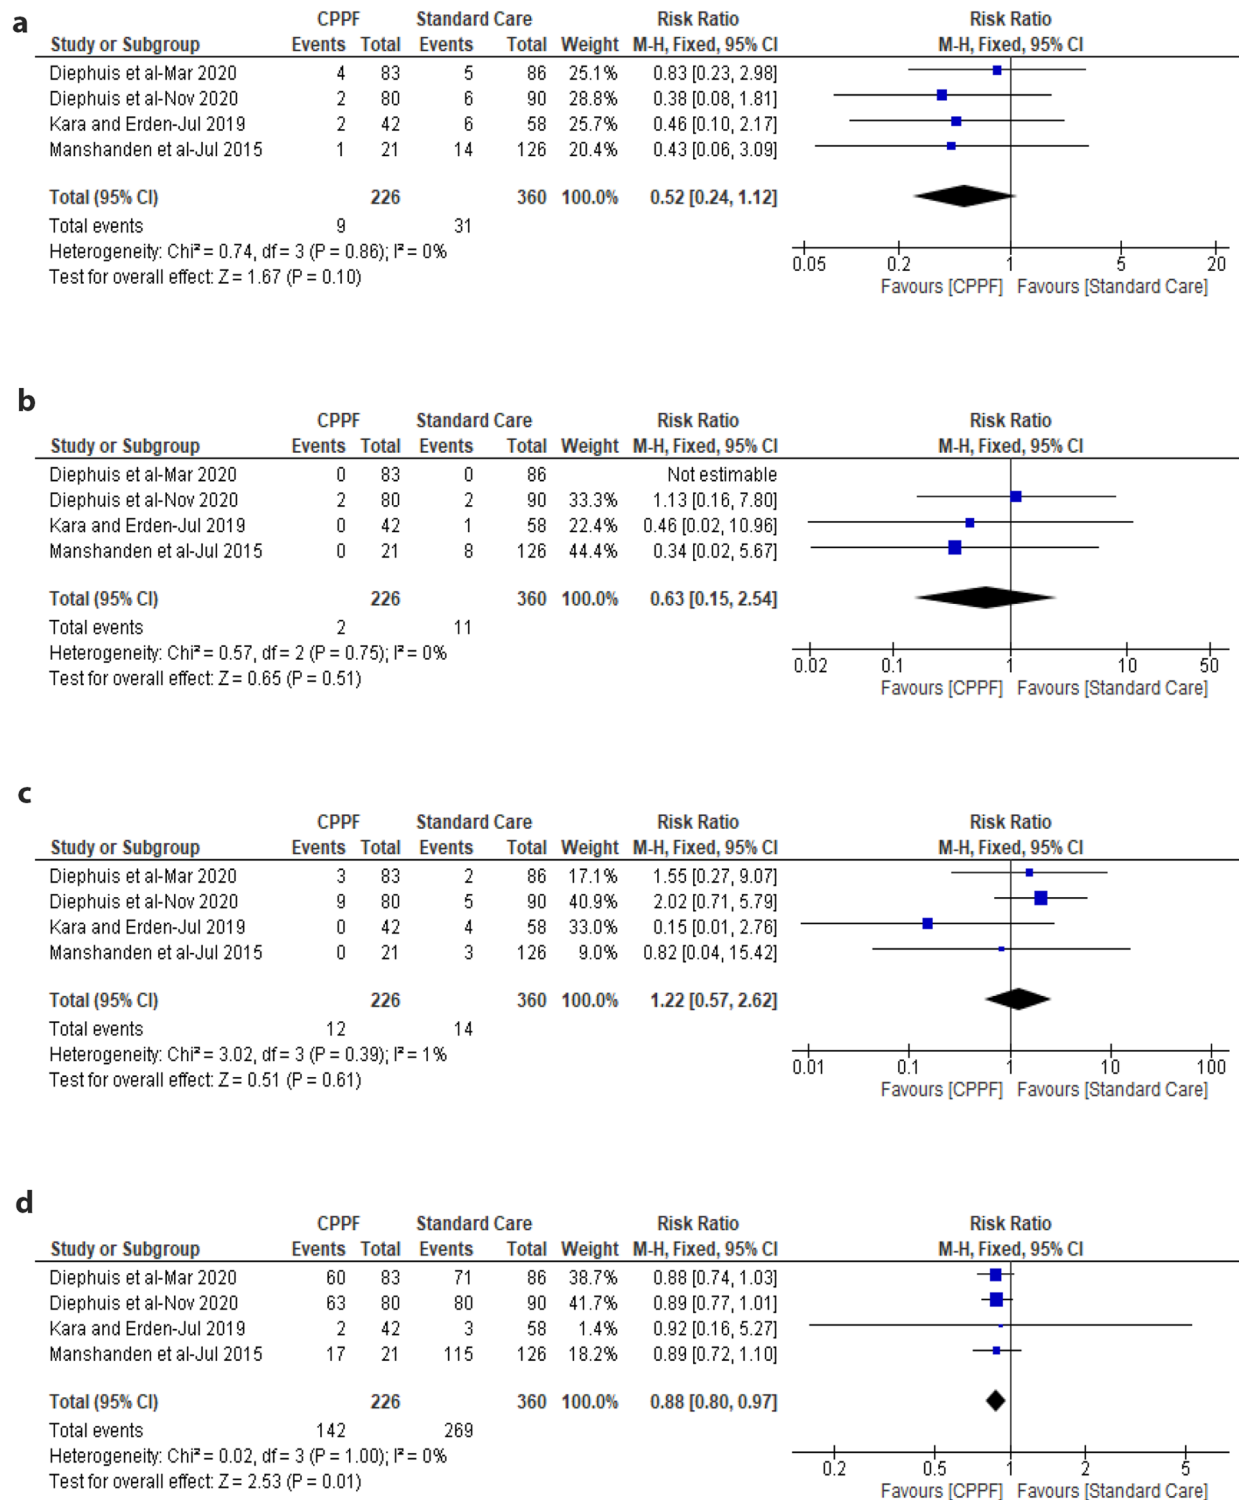 a
CPPF Standard Care Risk Ratio Risk Ratio
Study or Subgroup Events Total Events Total Weight M-H, Fixed, 95% CI M-H, Fixed, 95% CI
Diephuis et al-Mar 2020 4 83 5 86 25.1% 0.83 [0.23, 2.98]
Diephuis et al-Nov 2020 2 80 6 90 28.8% 0.38 [0.08, 1.81]
Kara and Erden-Jul 2019 2 42 6 58 25.7% 0.46 [0.10, 2.17]
Manshanden et al-Jul 2015 1 21 14 126 20.4% 0.43 [0.06, 3.09]
Total (95% CI) 226 360 100.0% 0.52 [0.24, 1.12]
Total events 9 31
Heterogeneity: Chi² = 0.74, df = 3 (P = 0.86); I² = 0%
Test for overall effect: Z = 1.67 (P = 0.10)
0.05 0.2 1 5 20
Favours [CPPF] Favours [Standard Care]
b
CPPF Standard Care Risk Ratio Risk Ratio
Study or Subgroup Events Total Events Total Weight M-H, Fixed, 95% CI M-H, Fixed, 95% CI
Diephuis et al-Mar 2020 0 83 0 86 Not estimable
Diephuis et al-Nov 2020 2 80 2 90 33.3% 1.13 [0.16, 7.80]
Kara and Erden-Jul 2019 0 42 1 58 22.4% 0.46 [0.02, 10.96]
Manshanden et al-Jul 2015 0 21 8 126 44.4% 0.34 [0.02, 5.67]
Total (95% CI) 226 360 100.0% 0.63 [0.15, 2.54]
Total events 2 11
Heterogeneity: Chi² = 0.57, df = 2 (P = 0.75); I² = 0%
Test for overall effect: Z = 0.65 (P = 0.51)
0.02 0.1 1 10 50
Favours [CPPF] Favours [Standard Care]
c
CPPF Standard Care Risk Ratio Risk Ratio
Study or Subgroup Events Total Events Total Weight M-H, Fixed, 95% CI M-H, Fixed, 95% CI
Diephuis et al-Mar 2020 3 83 2 86 17.1% 1.55 [0.27, 9.07]
Diephuis et al-Nov 2020 9 80 5 90 40.9% 2.02 [0.71, 5.79]
Kara and Erden-Jul 2019 0 42 4 58 33.0% 0.15 [0.01, 2.76]
Manshanden et al-Jul 2015 0 21 3 126 9.0% 0.82 [0.04, 15.42]
Total (95% CI) 226 360 100.0% 1.22 [0.57, 2.62]
Total events 12 14
Heterogeneity: Chi² = 3.02, df = 3 (P = 0.39); I² = 1%
Test for overall effect: Z = 0.51 (P = 0.61)
0.01 0.1 1 10 100
Favours [CPPF] Favours [Standard Care]
d
CPPF Standard Care Risk Ratio Risk Ratio
Study or Subgroup Events Total Events Total Weight M-H, Fixed, 95% CI M-H, Fixed, 95% CI
Diephuis et al-Mar 2020 60 83 71 86 38.7% 0.88 [0.74, 1.03]
Diephuis et al-Nov 2020 63 80 80 90 41.7% 0.89 [0.77, 1.01]
Kara and Erden-Jul 2019 2 42 3 58 1.4% 0.92 [0.16, 5.27]
Manshanden et al-Jul 2015 17 21 115 126 18.2% 0.89 [0.72, 1.10]
Total (95% CI) 226 360 100.0% 0.88 [0.80, 0.97]
Total events 142 269
Heterogeneity: Chi² = 0.02, df = 3 (P = 1.00); I² = 0%
Test for overall effect: Z = 2.53 (P = 0.01)
0.2 0.5 1 2 5
Favours [CPPF] Favours [Standard Care]